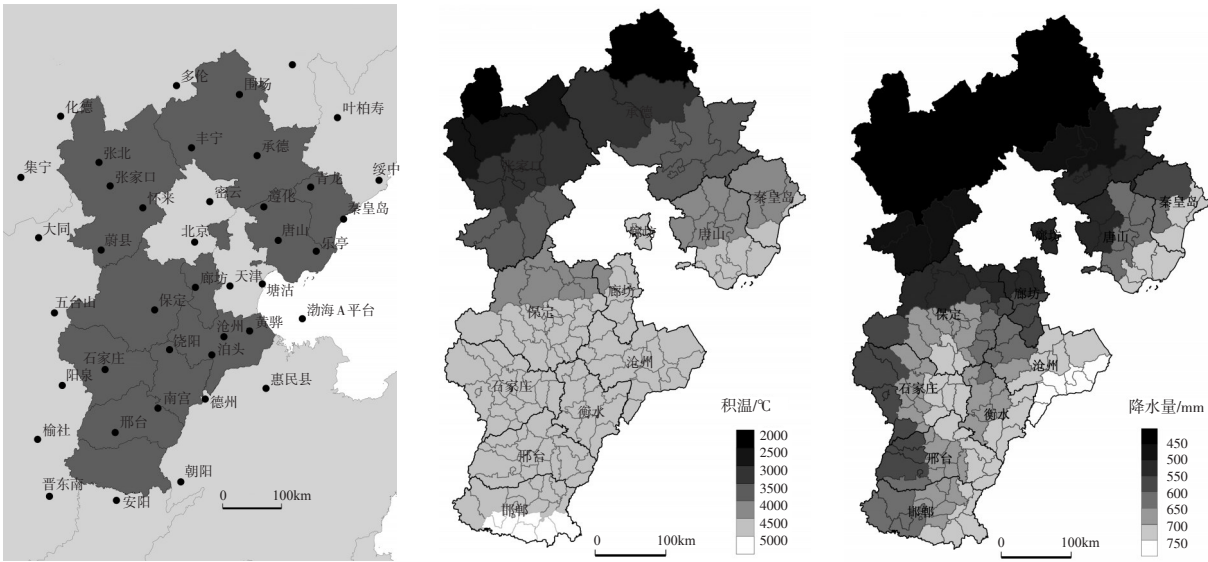 多伦
围场
化德
叶柏寿
丰宁
承德
张北
集宁
张家口
绥中
青龙
怀来
密云
遵化
秦皇岛
大同
北京
唐山
蔚县
乐亭
廊坊
天津
塘沽
五台山
保定
渤海A平台
沧州
黄骅
饶阳
泊头
石家庄
阳泉
惠民县
南宫
德州
邢台
榆社
朝阳
晋东南
安阳
0 100km
承德
张家口
秦皇岛
廊坊
唐山
廊坊
保定
沧州
石家庄
衡水
邢台
邯郸
积温/℃
2000
2500
3000
3500
4000
4500
5000
0 100km
秦皇岛
廊坊
唐山
廊坊
保定
沧州
石家庄
衡水
邢台
邯郸
降水量/mm
450
500
550
600
650
700
750
0 100km